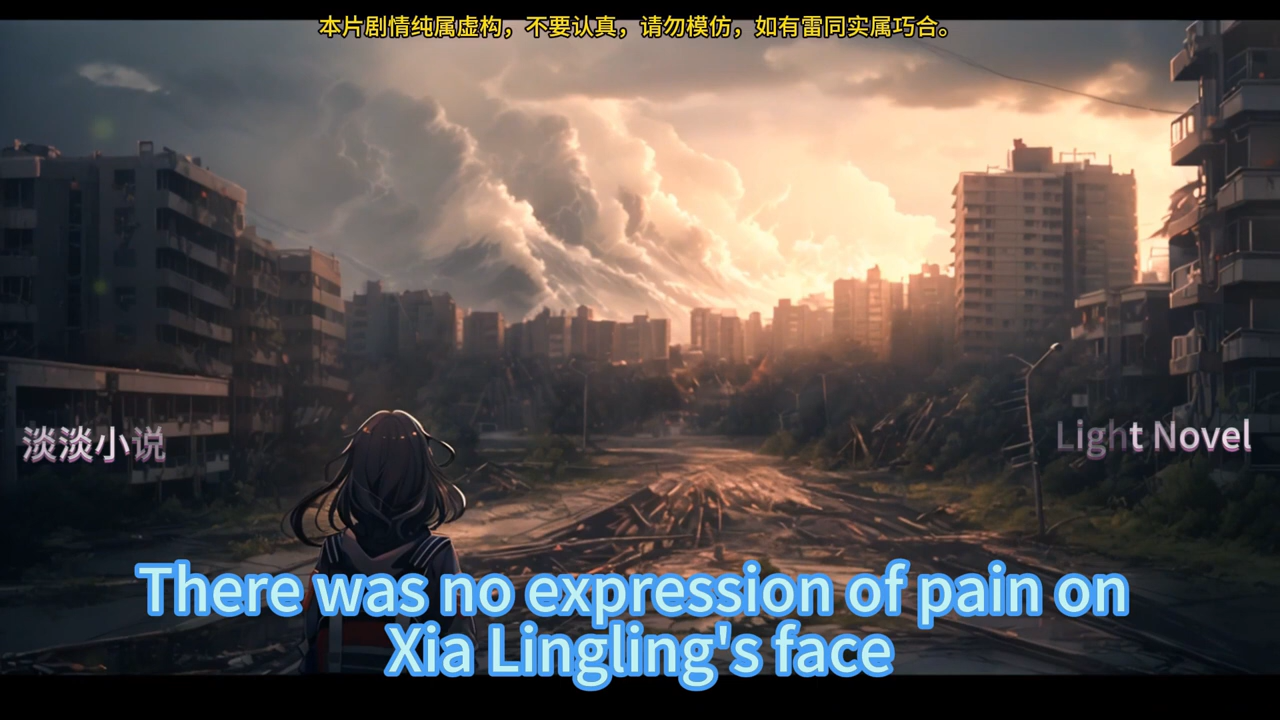 本片剧情纯属虚构，不要认真，请勿模仿，如有雷同实属巧合。
淡淡小说
Light Novel
There was no expression of pain on
Xia Lingling's face